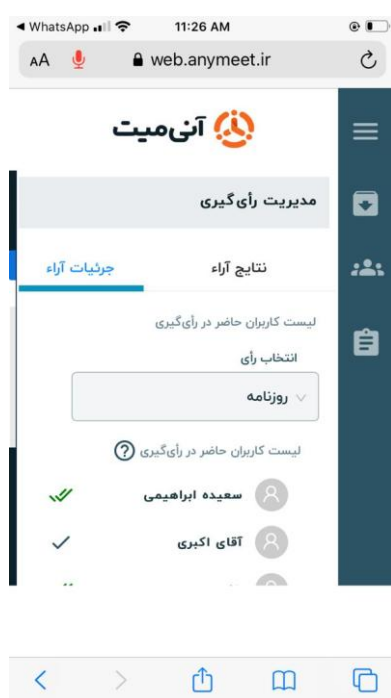 WhatsApp 11:26 AM
AA web.anymeet.ir
آنی‌میت
مدیریت رأی‌گیری
نتایج آراء
جزئیات آراء
لیست کاربران حاضر در رأی‌گیری
انتخاب رأی
روزنامه
لیست کاربران حاضر در رأی‌گیری ?
سعیده ابراهیمی
آقای اکبری